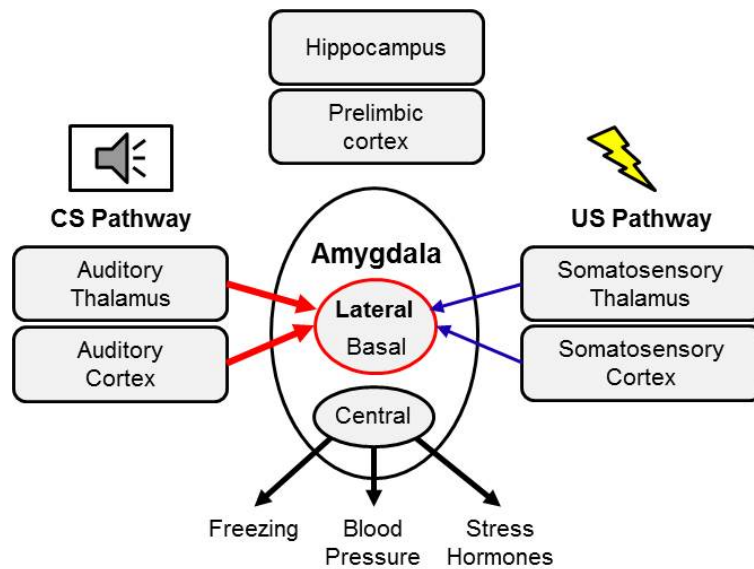 Hippocampus
Prelimbic
cortex
CS Pathway
US Pathway
Auditory
Thalamus
Auditory
Cortex
Amygdala
Lateral
Basal
Central
Somatosensory
Thalamus
Somatosensory
Cortex
Freezing
Blood
Pressure
Stress
Hormones